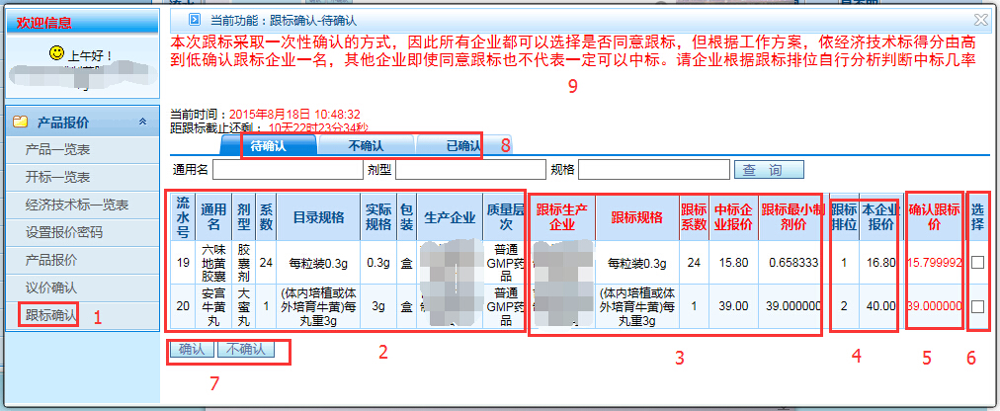 欢迎信息
上午好！
产品报价
产品一览表
开标一览表
经济技术标一览表
设置报价密码
产品报价
议价确认
跟标确认
1
当前功能：跟标确认-待确认
本次跟标采取一次性确认的方式，因此所有企业都可以选择是否同意跟标，但根据工作方案，依经济技术标得分由高
到低确认跟标企业一名，其他企业即使同意跟标也不代表一定可以中标。请企业根据跟标排位自行分析判断中标几率
9
当前时间：2015年8月18日 10:48:32
距跟标截止还剩： 10天22时23分34秒
待确认 不确认 已确认 8
通用名 剂型 规格 查 询
流水号 通用名 剂型 系数 目录规格 实际规格 包装 生产企业 质量层次 跟标生产企业 跟标规格 跟标系数 中标企业报价 跟标最小制剂价 跟标排位 本企业报价 确认跟标价 选择
19 六味地黄胶囊 胶囊剂 24 每粒装0.3g 0.3g 盒 普通GMP药品 每粒装0.3g 24 15.80 0.658333 1 16.80 15.799992
20 安宫牛黄丸 大蜜丸 1 (体内培植或体外培育牛黄)每丸重3g 3g 盒 普通GMP药品 (体内培植或体外培育牛黄)每丸重3g 1 39.00 39.000000 2 40.00 39.000000
确认 不确认
7 2 3 4 5 6